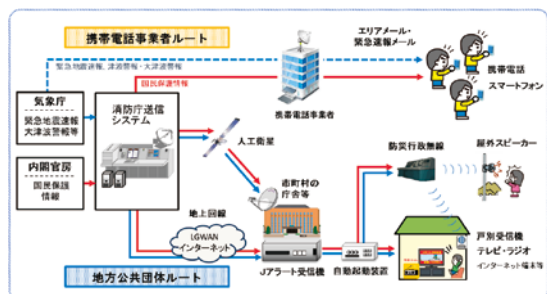 携帯電話事業者ルート
エリアメール・
緊急速報メール
緊急地震速報、津波警報・大津波警報
国民保護情報
携帯電話
スマートフォン
気象庁
緊急地震速報
大津波警報等
消防庁送信
システム
携帯電話事業者
人工衛星
内閣官房
国民保護
情報
市町村の
庁舎等
防災行政無線
屋外スピーカー
地上回線
LGWAN
インターネット
Jアラート受信機
自動起動装置
戸別受信機
テレビ・ラジオ
インターネット端末等
地方公共団体ルート